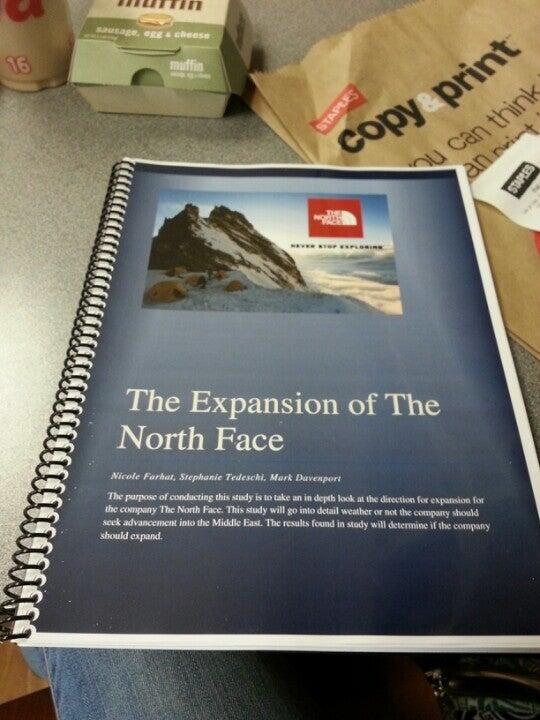 muffin
sausage, egg & cheese
muffin
16
STAPLES
copy&print
you can think
an print
STAPLES
THE
NORTH
FACE
NEVER STOP EXPLORING
The Expansion of The
North Face
Nicole Farhat, Stephanie Tedeschi, Mark Davenport
The purpose of conducting this study is to take an in depth look at the direction for expansion for
the company The North Face. This study will go into detail weather or not the company should
seek advancement into the Middle East. The results found in study will determine if the company
should expand.